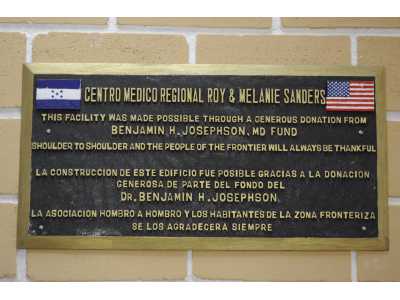 CENTRO MEDICO REGIONAL ROY & MELANIE SANDERS
THIS FACILITY WAS MADE POSSIBLE THROUGH A GENEROUS DONATION FROM
BENJAMIN H. JOSEPHSON, MD FUND
SHOULDER TO SHOULDER AND THE PEOPLE OF THE FRONTIER WILL ALWAYS BE THANKFUL
LA CONSTRUCCION DE ESTE EDIFICIO FUE POSIBLE GRACIAS A LA DONACION
GENEROSA DE PARTE DEL FONDO DEL
DR. BENJAMIN H. JOSEPHSON
LA ASOCIACION HOMBRO A HOMBRO Y LOS HABITANTES DE LA ZONA FRONTERIZA
SE LOS AGRADECERA SIEMPRE